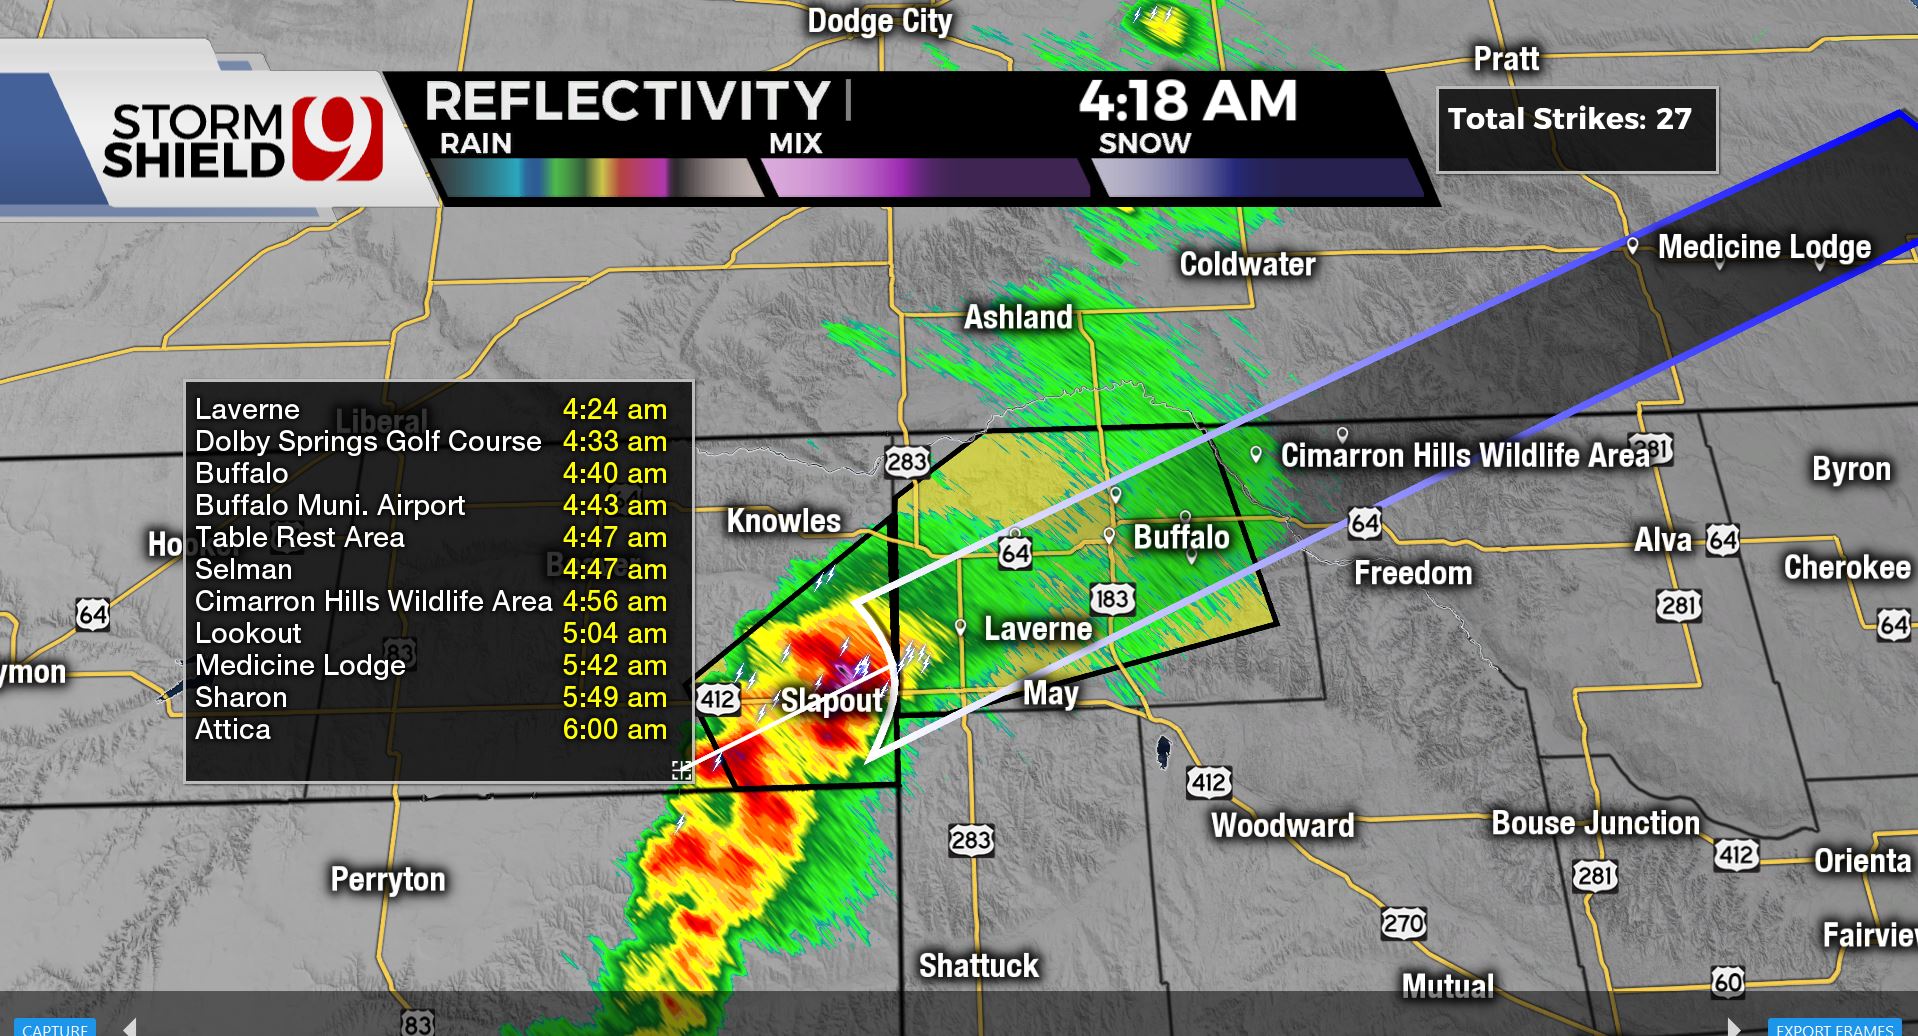 Dodge City
Pratt
STORM
SHIELD
9
REFLECTIVITY
4:18 AM
RAIN
MIX
SNOW
Total Strikes: 27
Coldwater
Medicine Lodge
Ashland
Laverne 4:24 am
Dolby Springs Golf Course 4:33 am
Buffalo 4:40 am
Buffalo Muni. Airport 4:43 am
Table Rest Area 4:47 am
Selman 4:47 am
Cimarron Hills Wildlife Area 4:56 am
Lookout 5:04 am
Medicine Lodge 5:42 am
Sharon 5:49 am
Attica 6:00 am
Liberal
283
Cimarron Hills Wildlife Area
281
Byron
Knowles
64
Buffalo
64
Alva
64
Cherokee
Freedom
64
183
281
64
Laverne
83
412
Slapout
May
412
283
Woodward
Bouse Junction
412
Orienta
281
Perryton
270
Fairview
Shattuck
Mutual
60
83
CAPTURE
EXPORT FRAMES